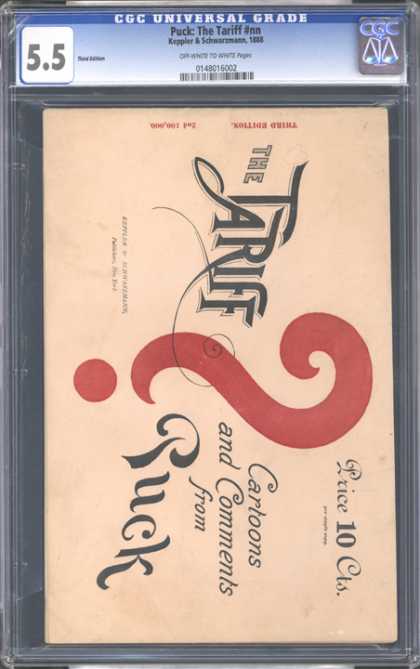 CGC UNIVERSAL GRADE
5.5
Puck: The Tariff #nn
Keppler & Schwarzmann, 1888
Third Edition
OFF-WHITE TO WHITE Pages
0148016002
CGC
THIRD EDITION.
2nd 100,000.
THE
TARIFF
?
KEPPLER & SCHWARZMANN,
Publishers, New York.
Price 10 Cts.
Cartoons
and Comments
from
Puck